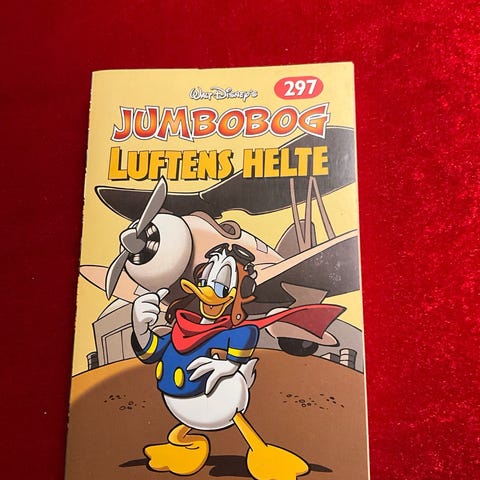 Walt Disney's
297
JUMBOBOG
LUFTENS HELTE